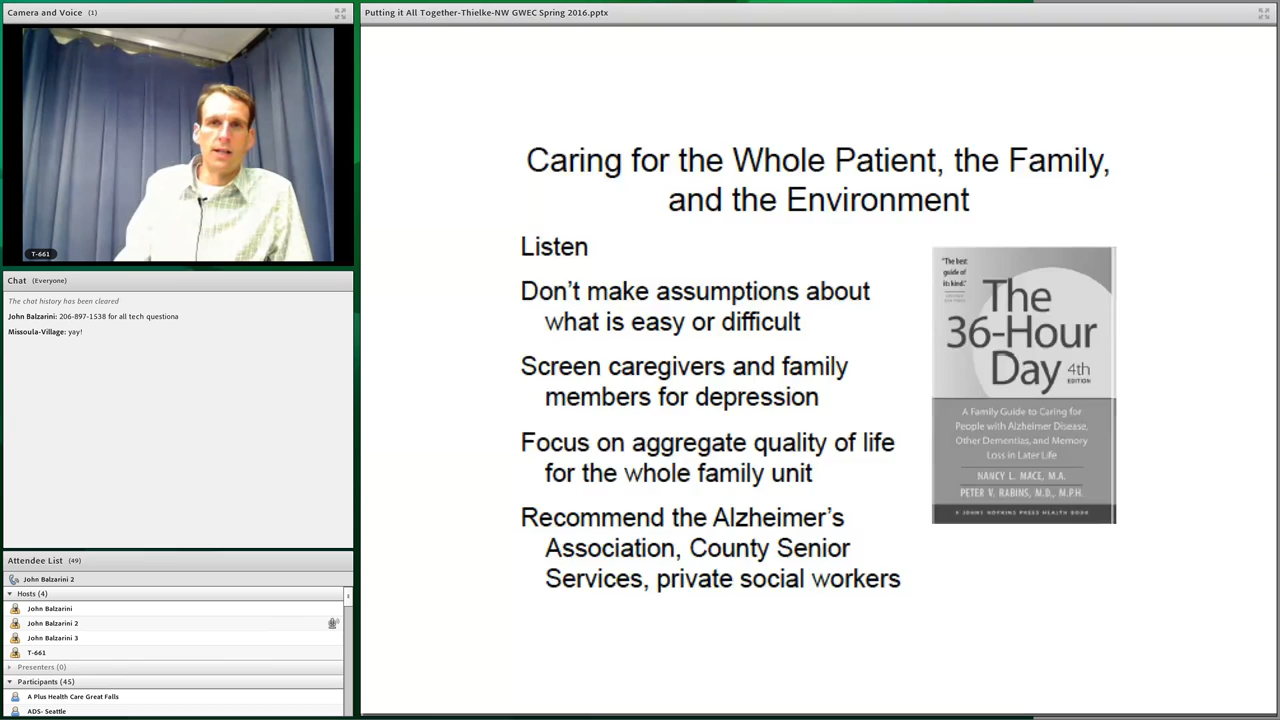 Camera and Voice (1)
Putting it All Together-Thielke-NW GWEC Spring 2016.pptx
T-661
Chat (Everyone)
The chat history has been cleared
John Balzarini: 206-897-1538 for all tech questiona
Missoula-Village: yay!
Attendee List (49)
John Balzarini 2
Hosts (4)
John Balzarini
John Balzarini 2
John Balzarini 3
T-661
Presenters (0)
Participants (45)
A Plus Health Care Great Falls
ADS- Seattle
Caring for the Whole Patient, the Family,
and the Environment
Listen
Don't make assumptions about
what is easy or difficult
Screen caregivers and family
members for depression
Focus on aggregate quality of life
for the whole family unit
Recommend the Alzheimer's
Association, County Senior
Services, private social workers
"The best
guide of
its kind."
The
36-Hour
Day 4th
EDITION
A Family Guide to Caring for
People with Alzheimer Disease,
Other Dementias, and Memory
Loss in Later Life
NANCY L. MACE, M.A.
PETER V. RABINS, M.D., M.P.H.
A JOHNS HOPKINS PRESS HEALTH BOOK